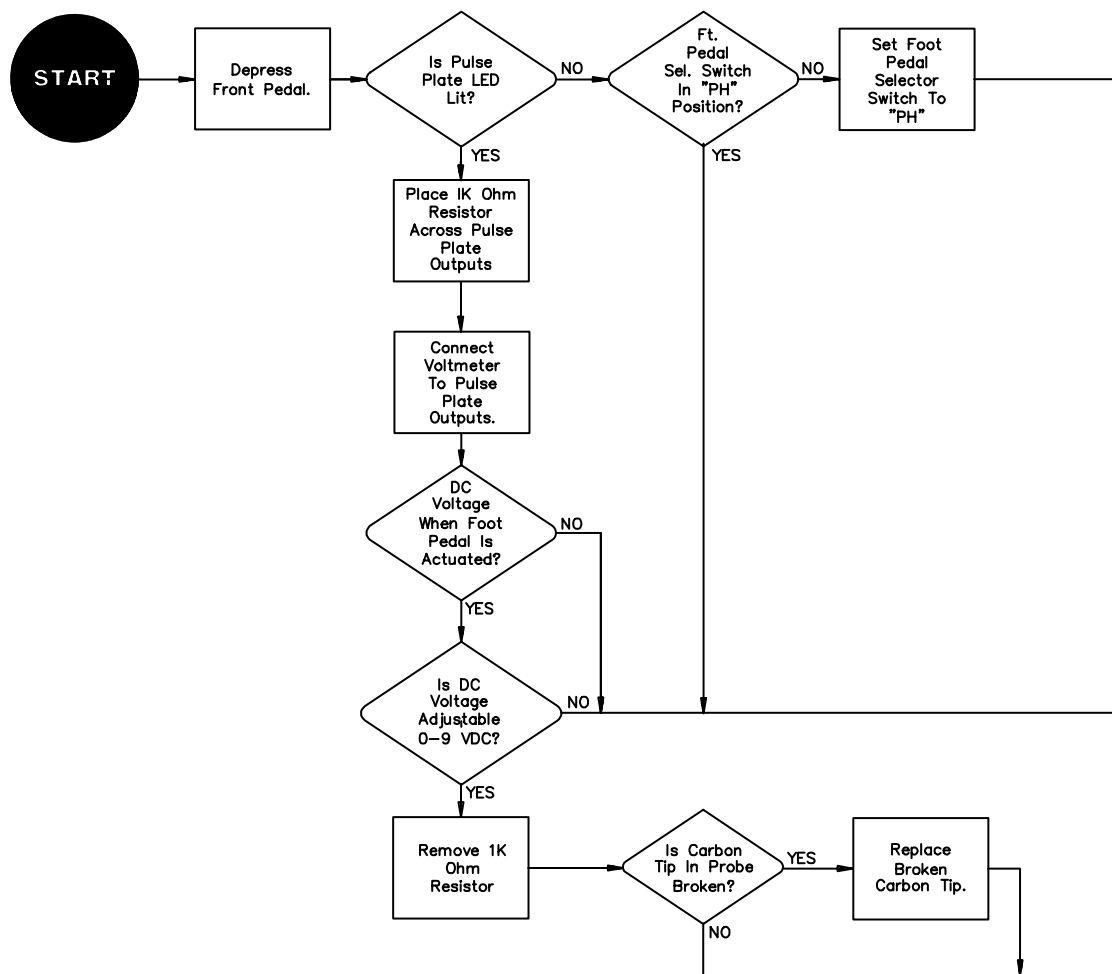 START
Depress
Front Pedal.
Is Pulse
Plate LED
Lit?
NO
YES
Ft.
Pedal
Sel. Switch
In "PH"
Position?
NO
YES
Set Foot
Pedal
Selector
Switch To
"PH"
Place 1K Ohm
Resistor
Across Pulse
Plate
Outputs
Connect
Voltmeter
To Pulse
Plate
Outputs.
DC
Voltage
When Foot
Pedal Is
Actuated?
NO
YES
Is DC
Voltage
Adjustable
0-9 VDC?
NO
YES
Remove 1K
Ohm
Resistor
Is Carbon
Tip In Probe
Broken?
YES
NO
Replace
Broken
Carbon Tip.